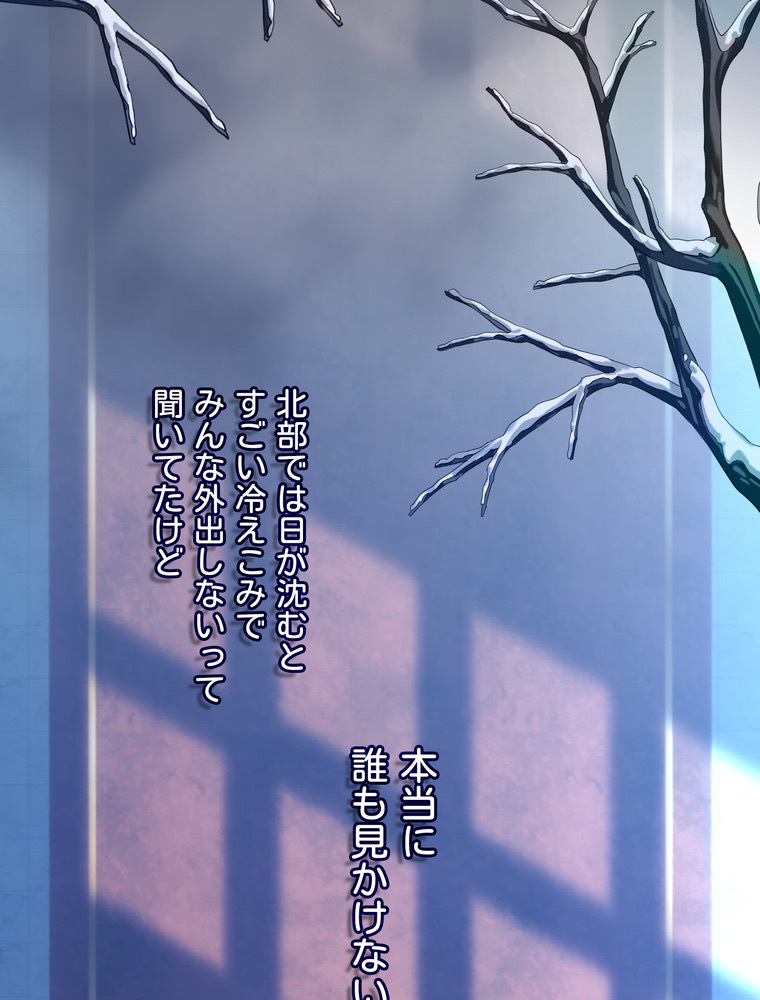 北部では日が沈むと
すごい冷えこみで
みんな外出しないって
聞いてたけど
本当に
誰も見かけない